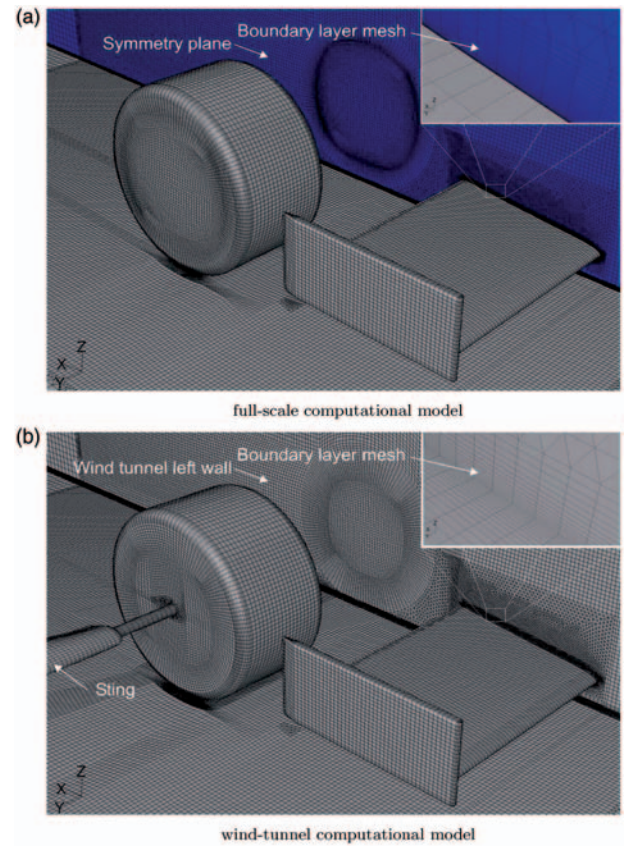 (a)
Symmetry plane
Boundary layer mesh
X
Y
Z
full-scale computational model
(b)
Wind tunnel left wall
Boundary layer mesh
Sting
X
Y
Z
wind-tunnel computational model